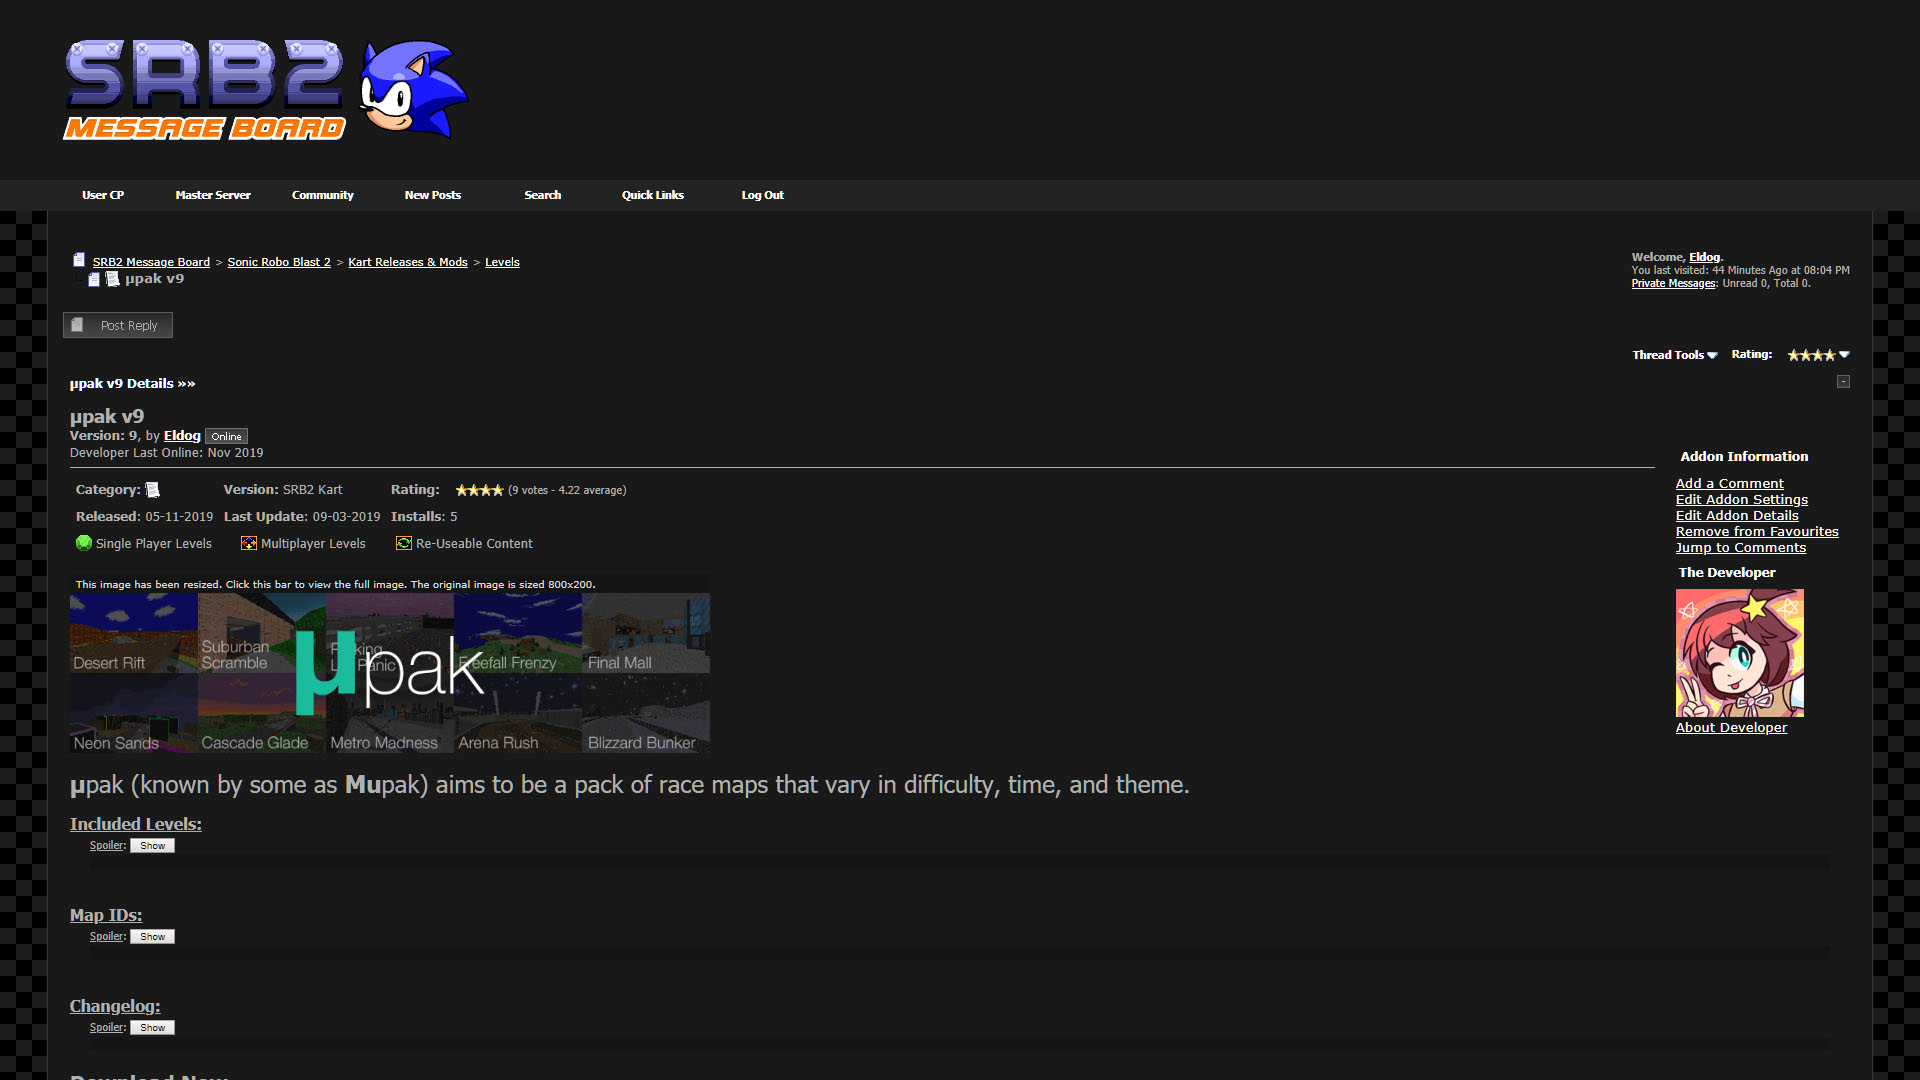 SRB2
MESSAGE BOARD
User CP Master Server Community New Posts Search Quick Links Log Out
SRB2 Message Board > Sonic Robo Blast 2 > Kart Releases & Mods > Levels
µpak v9
Welcome, Eldog.
You last visited: 44 Minutes Ago at 08:04 PM
Private Messages: Unread 0, Total 0.
Post Reply
Thread Tools Rating:
µpak v9 Details »»
-
µpak v9
Version: 9, by Eldog Online
Developer Last Online: Nov 2019
Category: Version: SRB2 Kart Rating: (9 votes - 4.22 average)
Released: 05-11-2019 Last Update: 09-03-2019 Installs: 5
Single Player Levels Multiplayer Levels Re-Useable Content
Addon Information
Add a Comment
Edit Addon Settings
Edit Addon Details
Remove from Favourites
Jump to Comments
The Developer
About Developer
This image has been resized. Click this bar to view the full image. The original image is sized 800x200.
Desert Rift
Suburban
Scramble
Panic
Freefall Frenzy
Final Mall
µpak
Neon Sands
Cascade Glade
Metro Madness
Arena Rush
Blizzard Bunker
µpak (known by some as Mupak) aims to be a pack of race maps that vary in difficulty, time, and theme.
Included Levels:
Spoiler: Show
Map IDs:
Spoiler: Show
Changelog:
Spoiler: Show